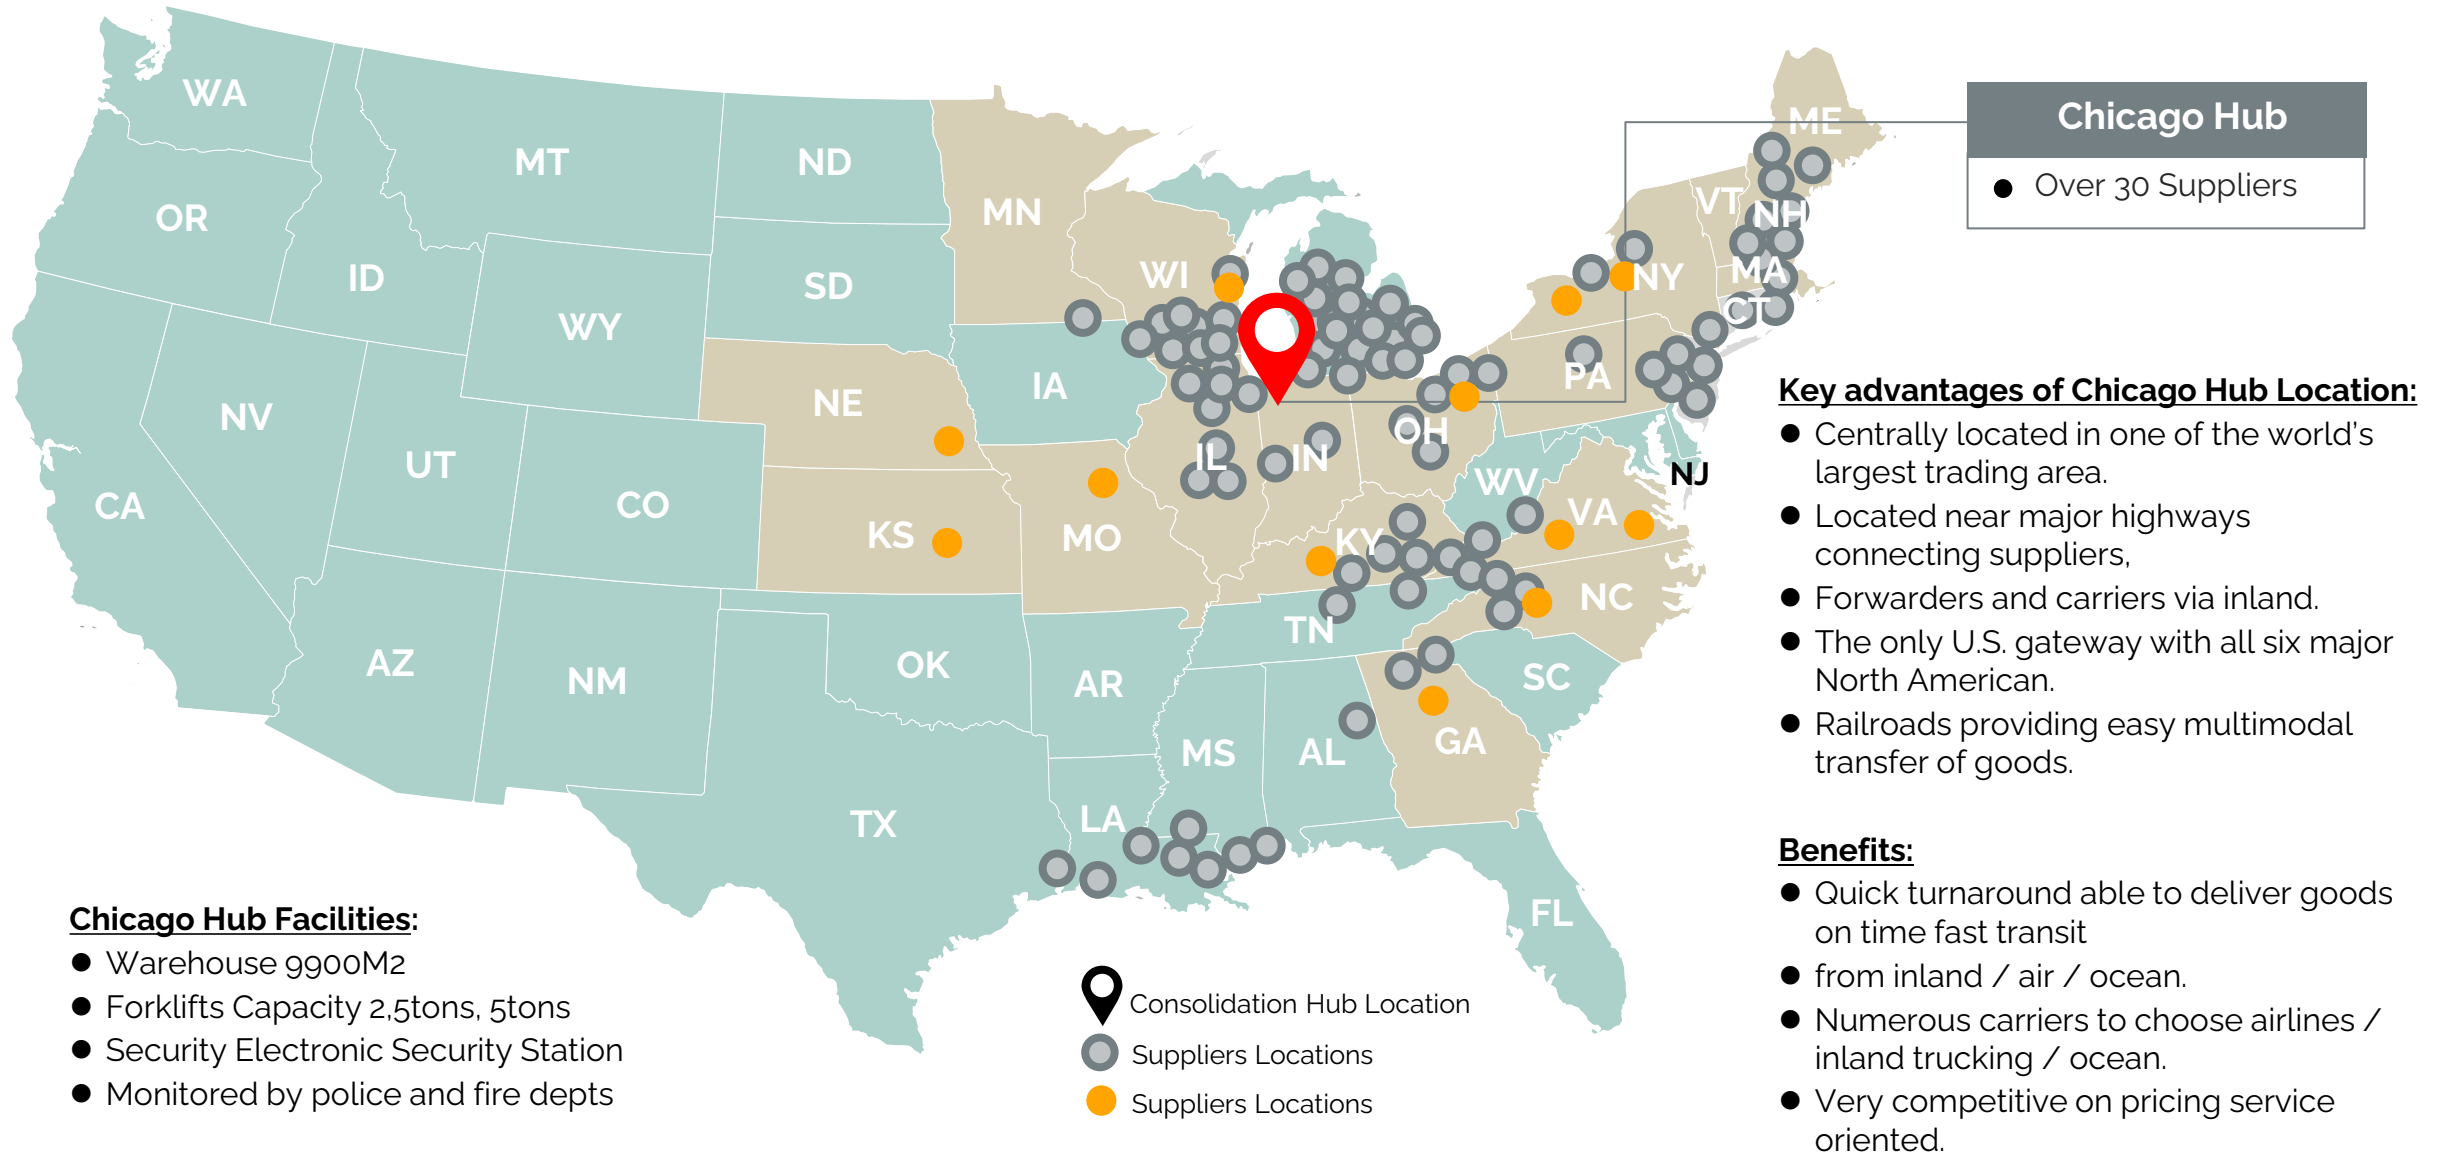 WA
MT
ND
MN
ME
Chicago Hub
Over 30 Suppliers
OR
ID
SD
WI
VT
NH
WY
NY
MA
CT
NV
NE
IA
PA
UT
CO
IL
IN
OH
WV
NJ
CA
KS
MO
KY
VA
AZ
NM
OK
AR
TN
NC
SC
TX
LA
MS
AL
GA
FL
Key advantages of Chicago Hub Location:
Centrally located in one of the world's
largest trading area.
Located near major highways
connecting suppliers,
Forwarders and carriers via inland.
The only U.S. gateway with all six major
North American.
Railroads providing easy multimodal
transfer of goods.
Benefits:
Quick turnaround able to deliver goods
on time fast transit
from inland / air / ocean.
Numerous carriers to choose airlines /
inland trucking / ocean.
Very competitive on pricing service
oriented.
Chicago Hub Facilities:
Warehouse 9900M2
Forklifts Capacity 2,5tons, 5tons
Security Electronic Security Station
Monitored by police and fire depts
Consolidation Hub Location
Suppliers Locations
Suppliers Locations